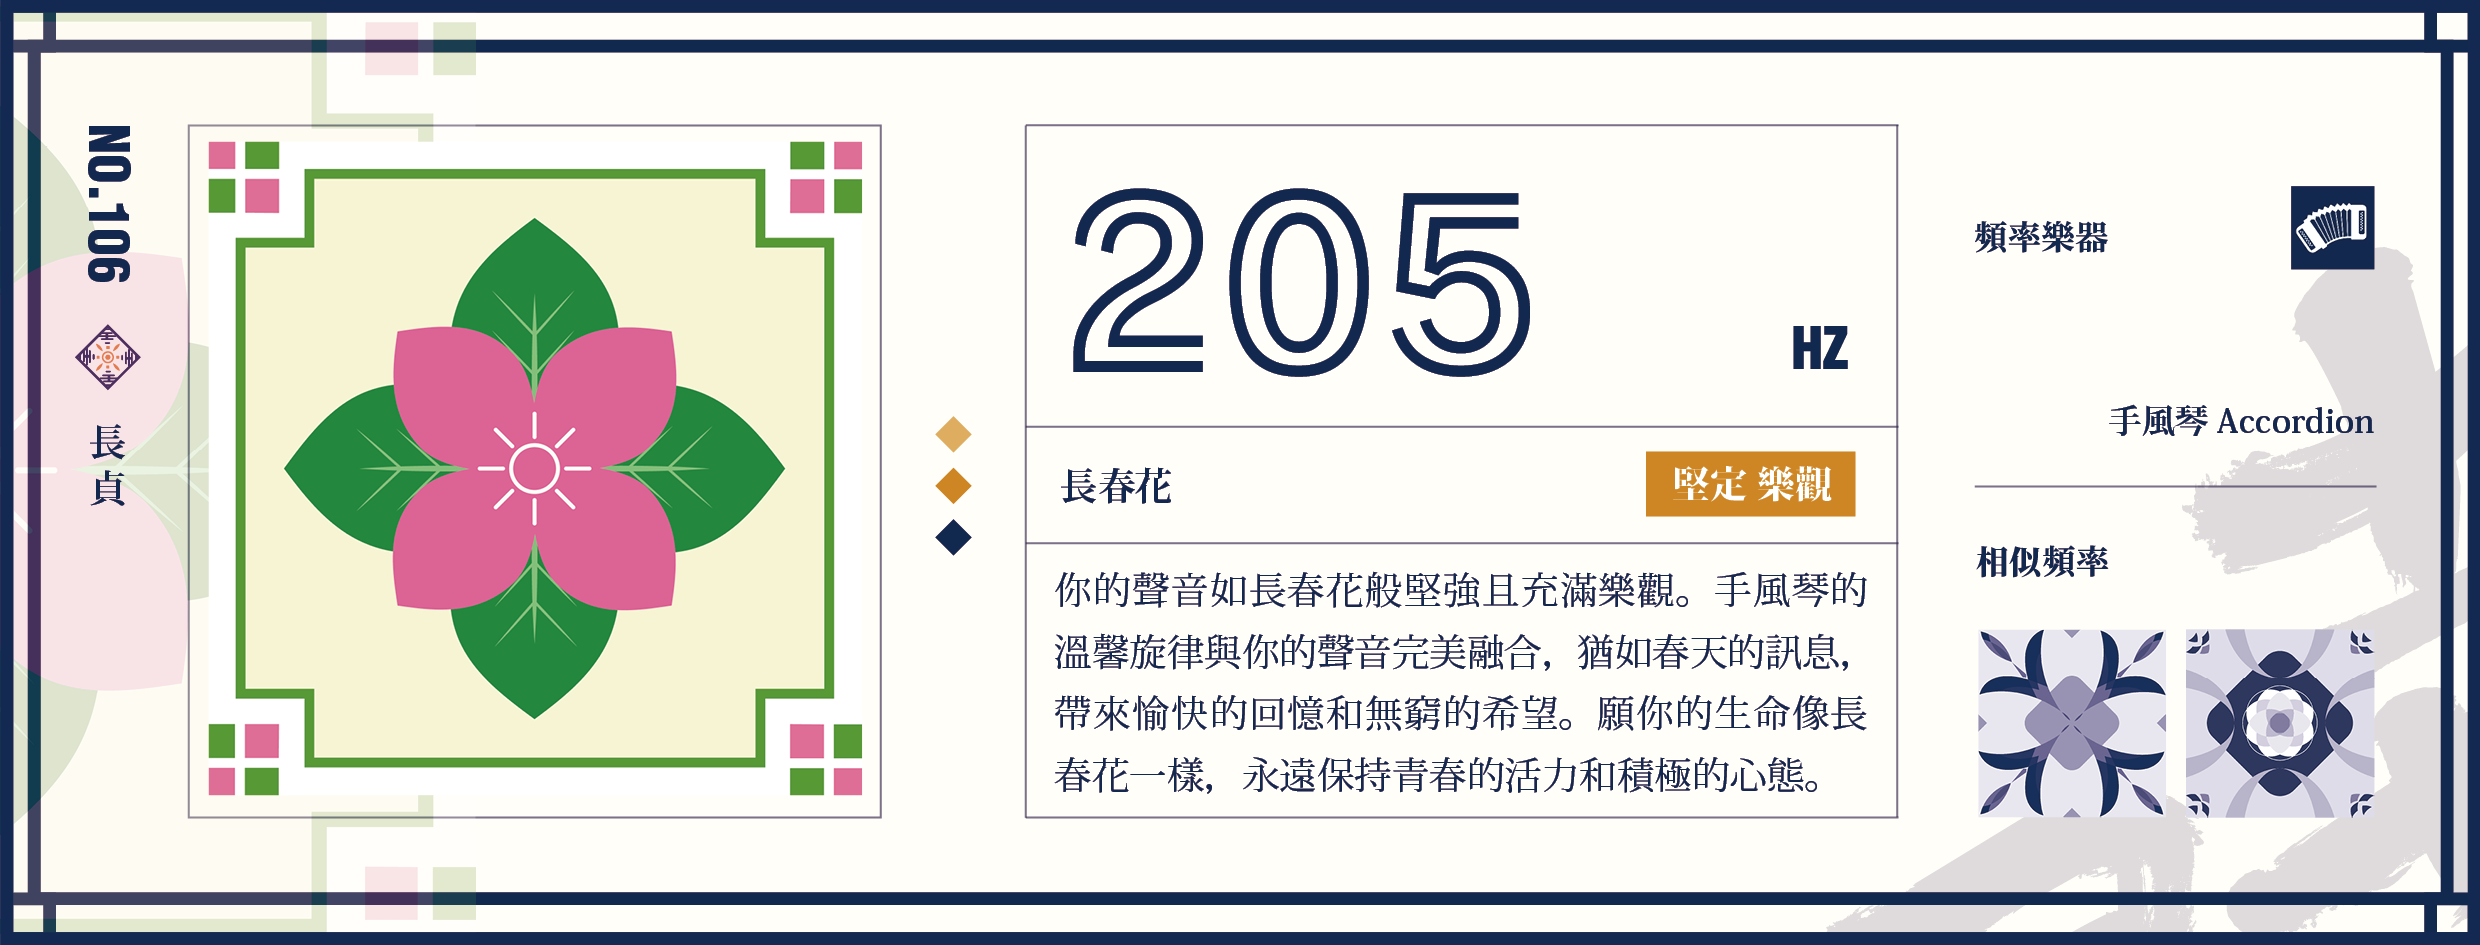 NO.106
長貞
205
HZ
長春花
堅定 樂觀
你的聲音如長春花般堅強且充滿樂觀。手風琴的
溫馨旋律與你的聲音完美融合，猶如春天的訊息，
帶來愉快的回憶和無窮的希望。願你的生命像長
春花一樣，永遠保持青春的活力和積極的心態。
頻率樂器
手風琴 Accordion
相似頻率